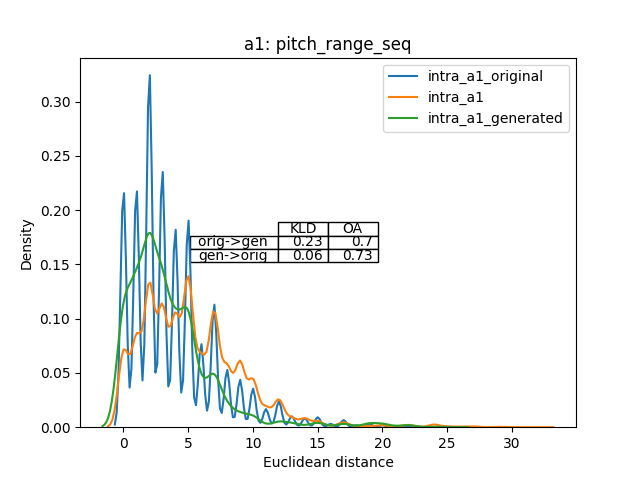 a1: pitch_range_seq
intra_a1_original
intra_a1
intra_a1_generated
0.30
0.25
0.20
0.15
0.10
0.05
0.00
Density
KLD OA
orig->gen 0.23 0.7
gen->orig 0.06 0.73
0 5 10 15 20 25 30
Euclidean distance